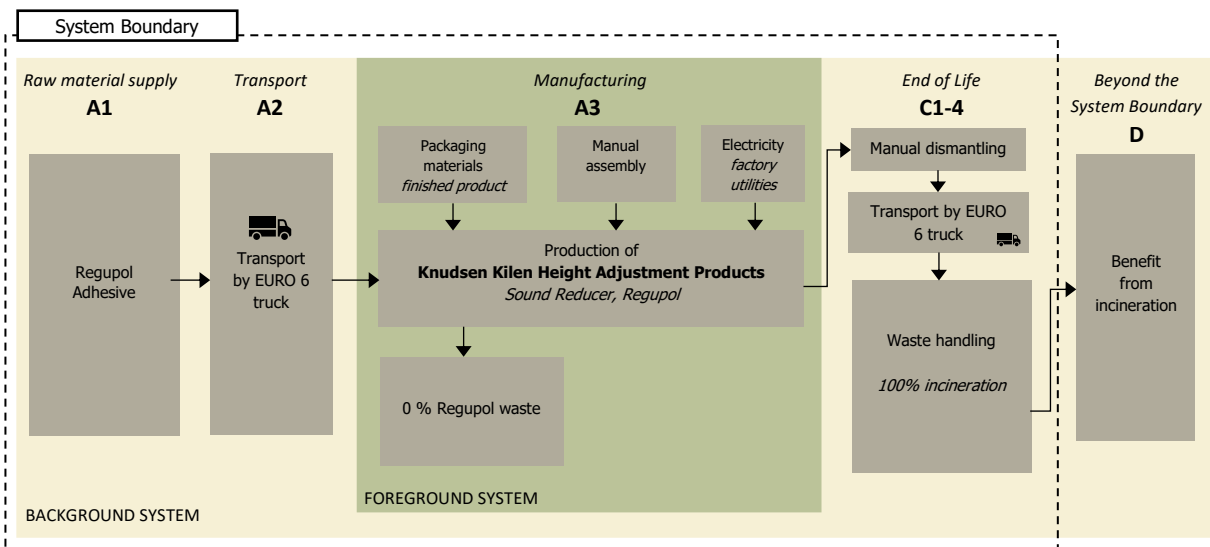 System Boundary
Raw material supply
A1
Regupol
Adhesive
Transport
A2
Transport
by EURO 6
truck
Manufacturing
A3
Packaging
materials
finished product
Manual
assembly
Electricity
factory
utilities
Production of
Knudsen Kilen Height Adjustment Products
Sound Reducer, Regupol
0 % Regupol waste
FOREGROUND SYSTEM
End of Life
C1-4
Manual dismantling
Transport by EURO
6 truck
Waste handling
100% incineration
Beyond the
System Boundary
D
Benefit
from
incineration
BACKGROUND SYSTEM